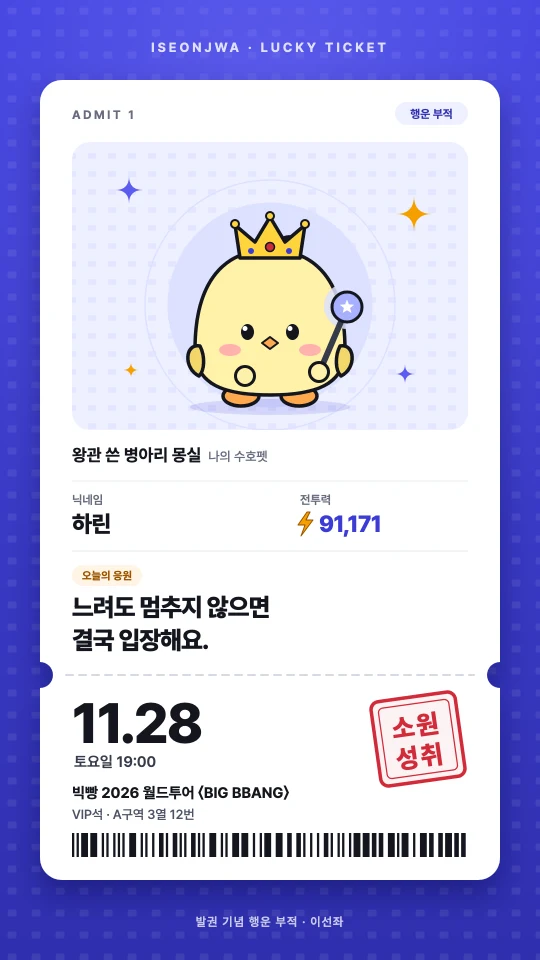 ISEONJWA · LUCKY TICKET
ADMIT 1
행운 부적
왕관 쓴 병아리 몽실 나의 수호펫
닉네임
하린
전투력
91,171
오늘의 응원
느려도 멈추지 않으면
결국 입장해요.
11.28
토요일 19:00
소원
성취
빅빵 2026 월드투어 〈BIG BBANG〉
VIP석 · A구역 3열 12번
발권 기념 행운 부적 · 이선좌